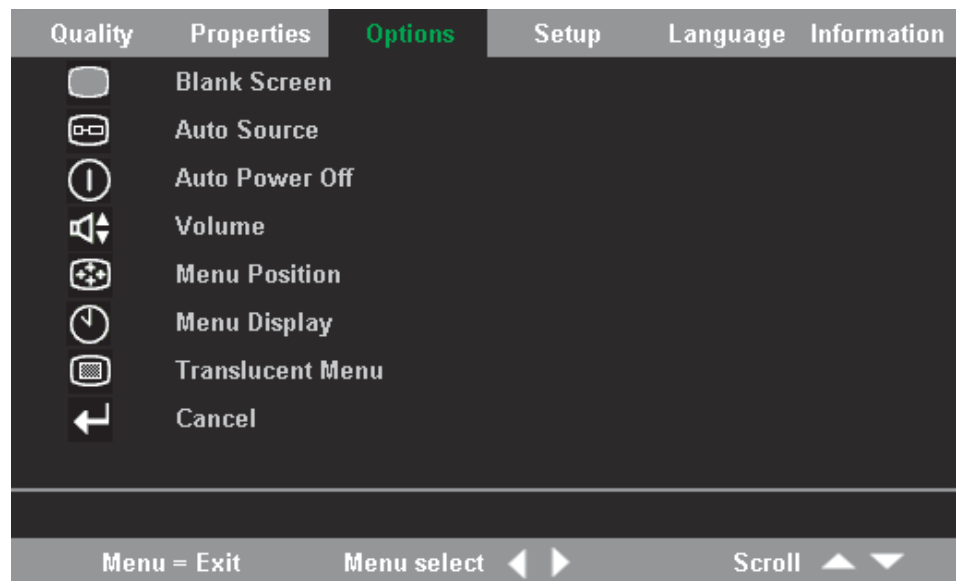 Quality Properties Options Setup Language Information
Blank Screen
Auto Source
Auto Power Off
Volume
Menu Position
Menu Display
Translucent Menu
Cancel
Menu = Exit Menu select Scroll